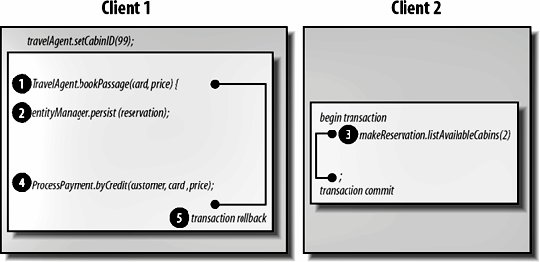 Client 1
travelAgent.setCabinID(99);
1 TravelAgent.bookPassage(card, price) {
2 entityManager.persist (reservation);
4 ProcessPayment.byCredit(customer, card ,price);
5 transaction rollback
Client 2
begin transaction
3 makeReservation.listAvailableCabins(2)
;
transaction commit